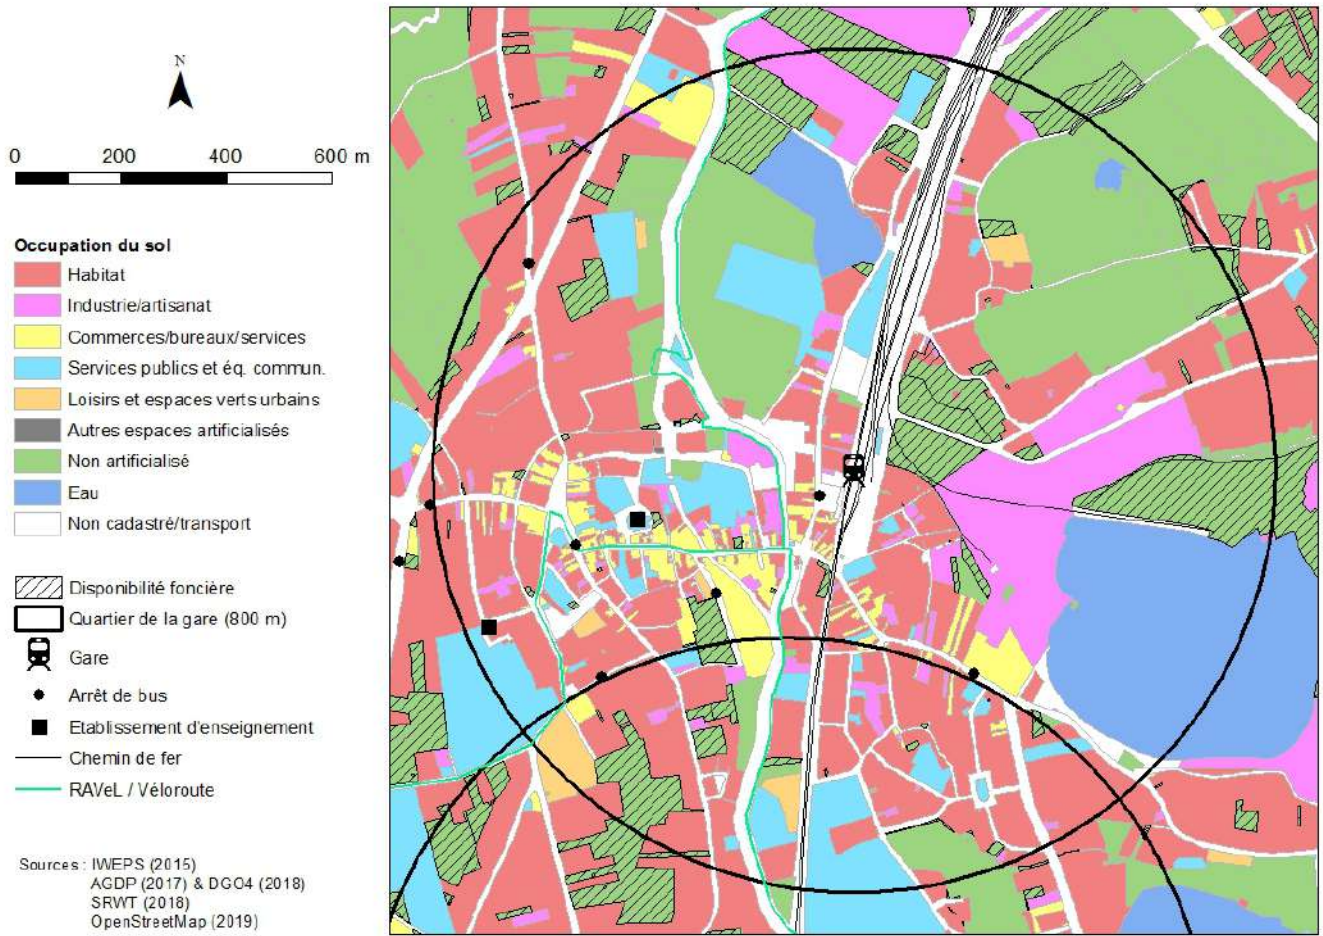 N
0 200 400 600 m
Occupation du sol
Habitat
Industrie/artisanat
Commerces/bureaux/services
Services publics et éq. commun.
Loisirs et espaces verts urbains
Autres espaces artificialisés
Non artificialisé
Eau
Non cadastré/transport
Disponibilité foncière
Quartier de la gare (800 m)
Gare
Arrêt de bus
Etablissement d'enseignement
Chemin de fer
RAVeL / Véloroute
Sources : IWEPS (2015)
AGDP (2017) & DGO4 (2018)
SRWT (2018)
OpenStreetMap (2019)